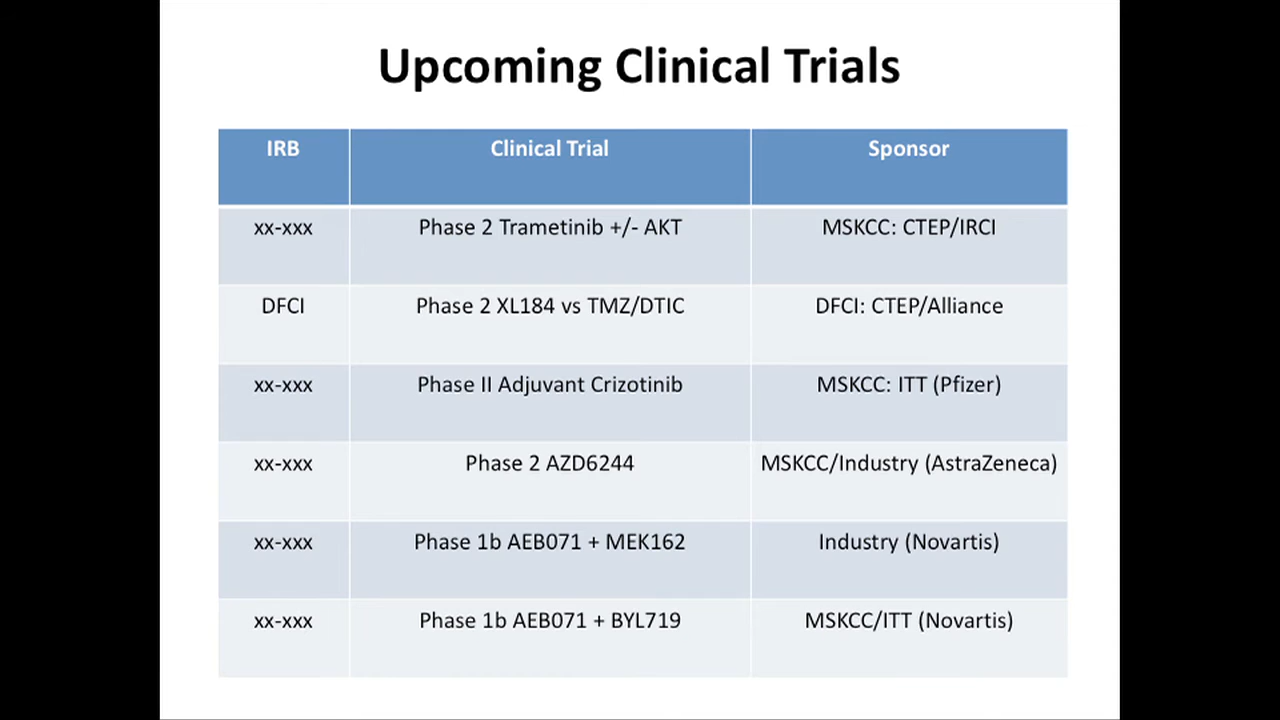 Upcoming Clinical Trials
IRB Clinical Trial Sponsor
xx-xxx Phase 2 Trametinib +/- AKT MSKCC: CTEP/IRCI
DFCI Phase 2 XL184 vs TMZ/DTIC DFCI: CTEP/Alliance
xx-xxx Phase II Adjuvant Crizotinib MSKCC: ITT (Pfizer)
xx-xxx Phase 2 AZD6244 MSKCC/Industry (AstraZeneca)
xx-xxx Phase 1b AEB071 + MEK162 Industry (Novartis)
xx-xxx Phase 1b AEB071 + BYL719 MSKCC/ITT (Novartis)